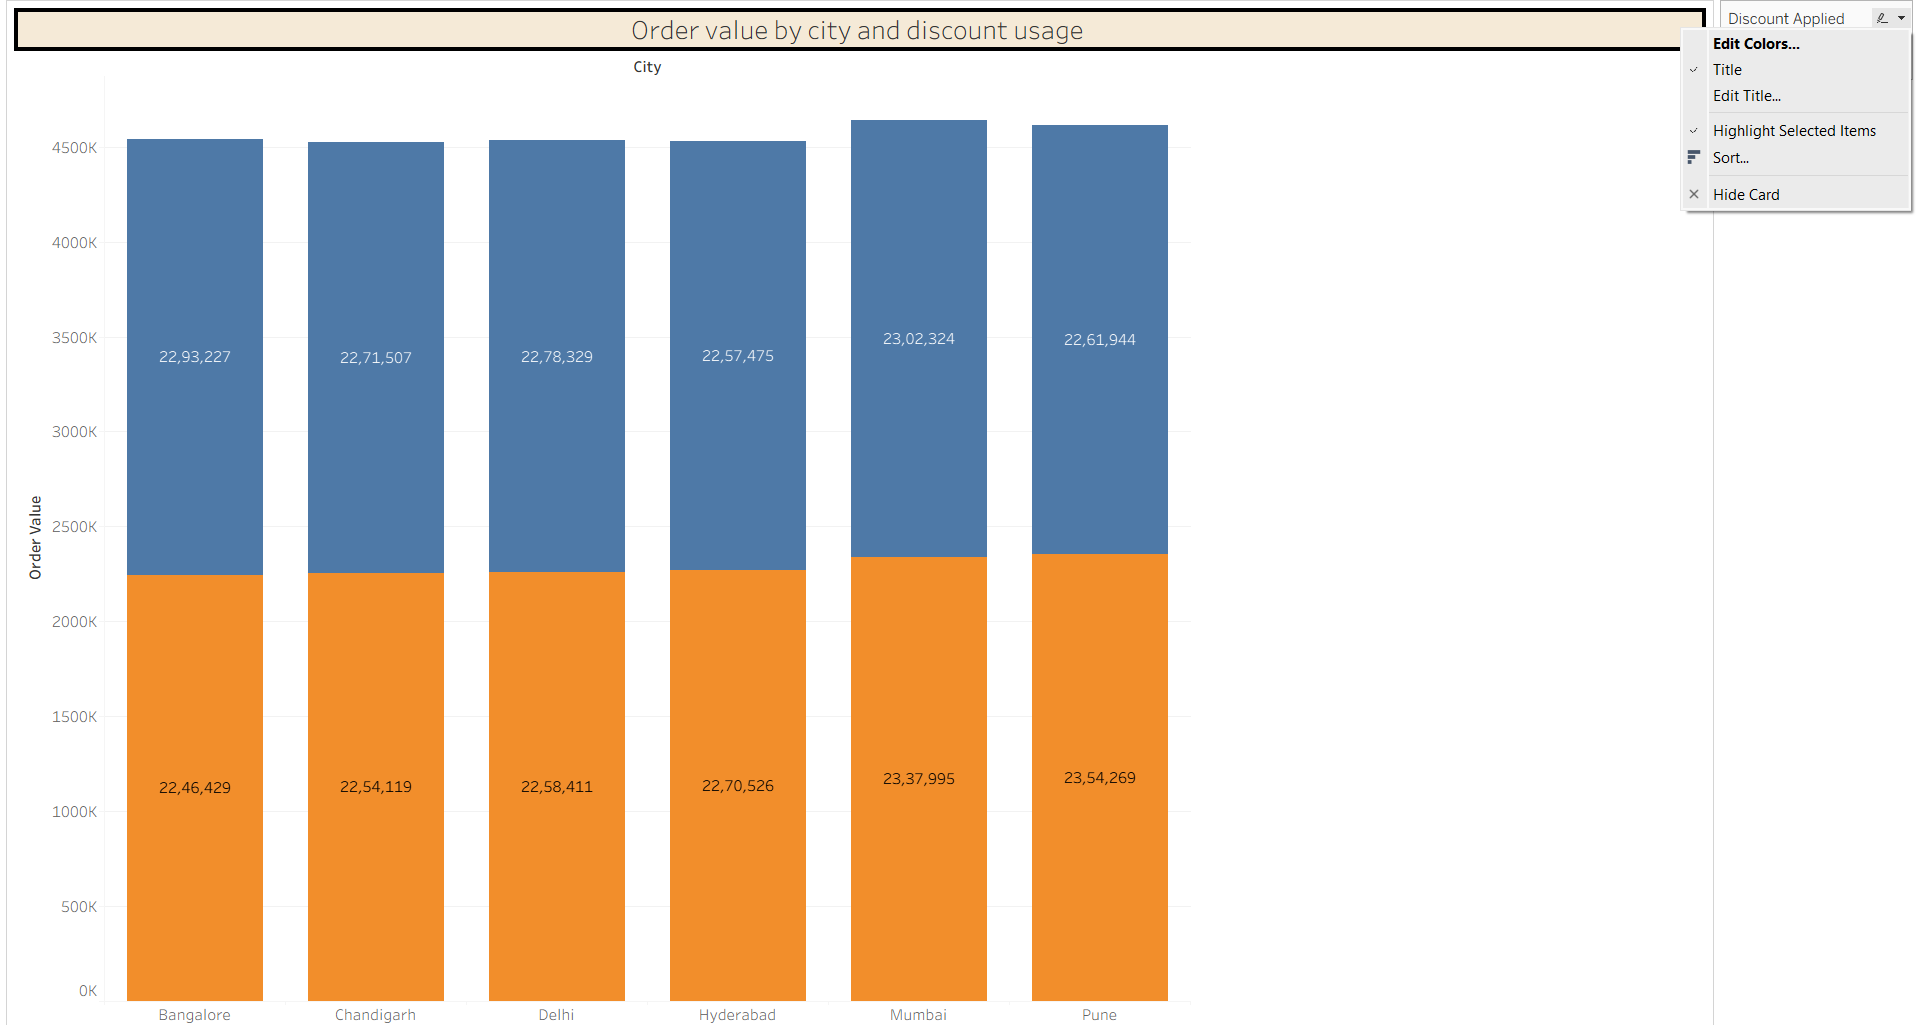 Order value by city and discount usage
City
Discount Applied
Edit Colors...
Title
Edit Title...
Highlight Selected Items
Sort...
Hide Card
Order Value
4500K
4000K
3500K
3000K
2500K
2000K
1500K
1000K
500K
0K
22,93,227
22,71,507
22,78,329
22,57,475
23,02,324
22,61,944
22,46,429
22,54,119
22,58,411
22,70,526
23,37,995
23,54,269
Bangalore
Chandigarh
Delhi
Hyderabad
Mumbai
Pune